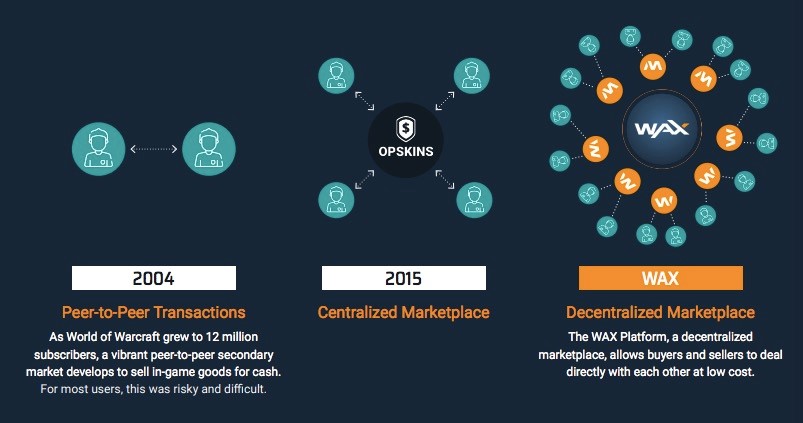 $
OPSKINS
WAX
2004
Peer-to-Peer Transactions
As World of Warcraft grew to 12 million
subscribers, a vibrant peer-to-peer secondary
market develops to sell in-game goods for cash.
For most users, this was risky and difficult.
2015
Centralized Marketplace
WAX
Decentralized Marketplace
The WAX Platform, a decentralized
marketplace, allows buyers and sellers to deal
directly with each other at low cost.